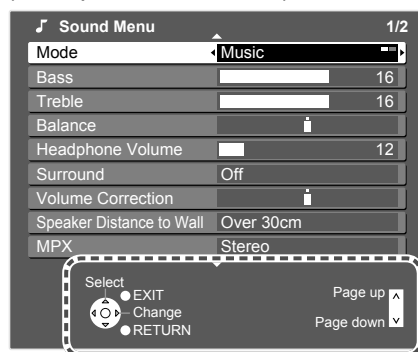 Sound Menu 1/2
Mode Music
Bass 16
Treble 16
Balance
Headphone Volume 12
Surround Off
Volume Correction
Speaker Distance to Wall Over 30cm
MPX Stereo
Select
EXIT
Change
RETURN
Page up
Page down